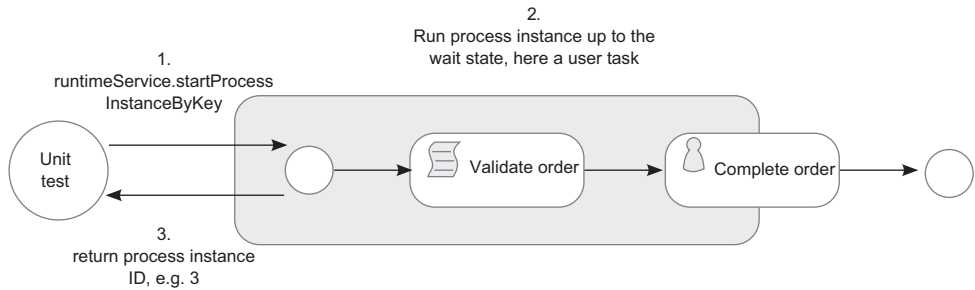 2.
Run process instance up to the
wait state, here a user task
1.
runtimeService.startProcess
InstanceByKey
Unit
test
Validate order
Complete order
3.
return process instance
ID, e.g. 3